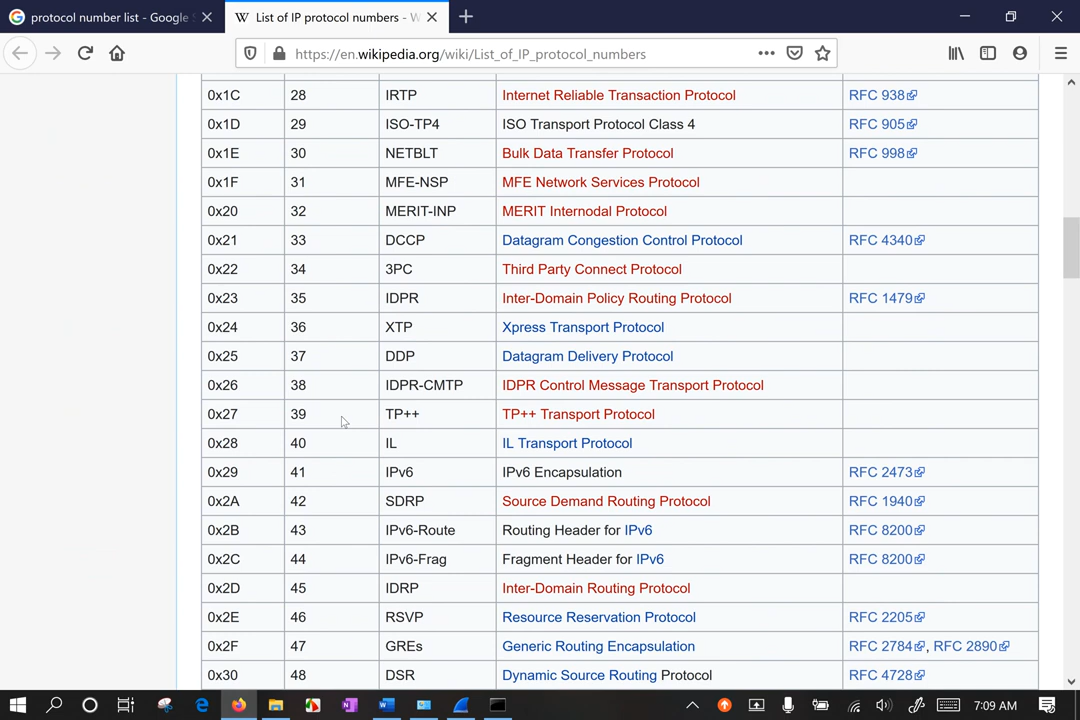 protocol number list - Google S
W List of IP protocol numbers - W
https://en.wikipedia.org/wiki/List_of_IP_protocol_numbers
0x1C 28 IRTP Internet Reliable Transaction Protocol RFC 938
0x1D 29 ISO-TP4 ISO Transport Protocol Class 4 RFC 905
0x1E 30 NETBLT Bulk Data Transfer Protocol RFC 998
0x1F 31 MFE-NSP MFE Network Services Protocol
0x20 32 MERIT-INP MERIT Internodal Protocol
0x21 33 DCCP Datagram Congestion Control Protocol RFC 4340
0x22 34 3PC Third Party Connect Protocol
0x23 35 IDPR Inter-Domain Policy Routing Protocol RFC 1479
0x24 36 XTP Xpress Transport Protocol
0x25 37 DDP Datagram Delivery Protocol
0x26 38 IDPR-CMTP IDPR Control Message Transport Protocol
0x27 39 TP++ TP++ Transport Protocol
0x28 40 IL IL Transport Protocol
0x29 41 IPv6 IPv6 Encapsulation RFC 2473
0x2A 42 SDRP Source Demand Routing Protocol RFC 1940
0x2B 43 IPv6-Route Routing Header for IPv6 RFC 8200
0x2C 44 IPv6-Frag Fragment Header for IPv6 RFC 8200
0x2D 45 IDRP Inter-Domain Routing Protocol
0x2E 46 RSVP Resource Reservation Protocol RFC 2205
0x2F 47 GREs Generic Routing Encapsulation RFC 2784, RFC 2890
0x30 48 DSR Dynamic Source Routing Protocol RFC 4728
7:09 AM